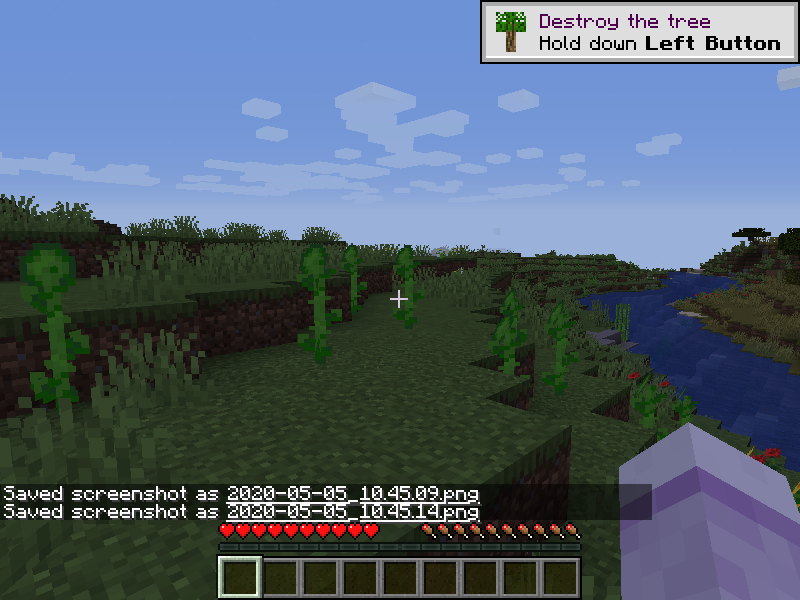 Destroy the tree
Hold down Left Button
Saved screenshot as 2020-05-05_10.45.09.png
Saved screenshot as 2020-05-05_10.45.14.png